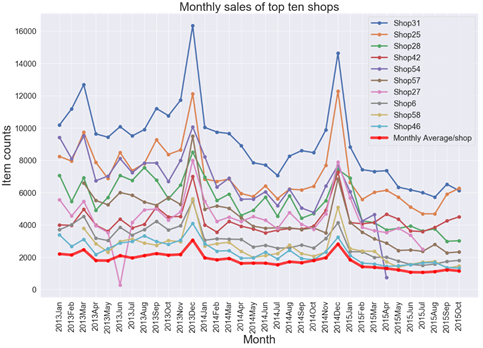 Monthly sales of top ten shops
Item counts
16000
14000
12000
10000
8000
6000
4000
2000
0
Shop31
Shop25
Shop28
Shop42
Shop54
Shop57
Shop27
Shop6
Shop58
Shop46
Monthly Average/shop
2013Jan
2013Feb
2013Mar
2013Apr
2013May
2013Jun
2013Jul
2013Aug
2013Sep
2013Oct
2013Nov
2013Dec
2014Jan
2014Feb
2014Mar
2014Apr
2014May
2014Jun
2014Jul
2014Aug
2014Sep
2014Oct
2014Nov
2014Dec
2015Jan
2015Feb
2015Mar
2015Apr
2015May
2015Jun
2015Jul
2015Aug
2015Sep
2015Oct
Month